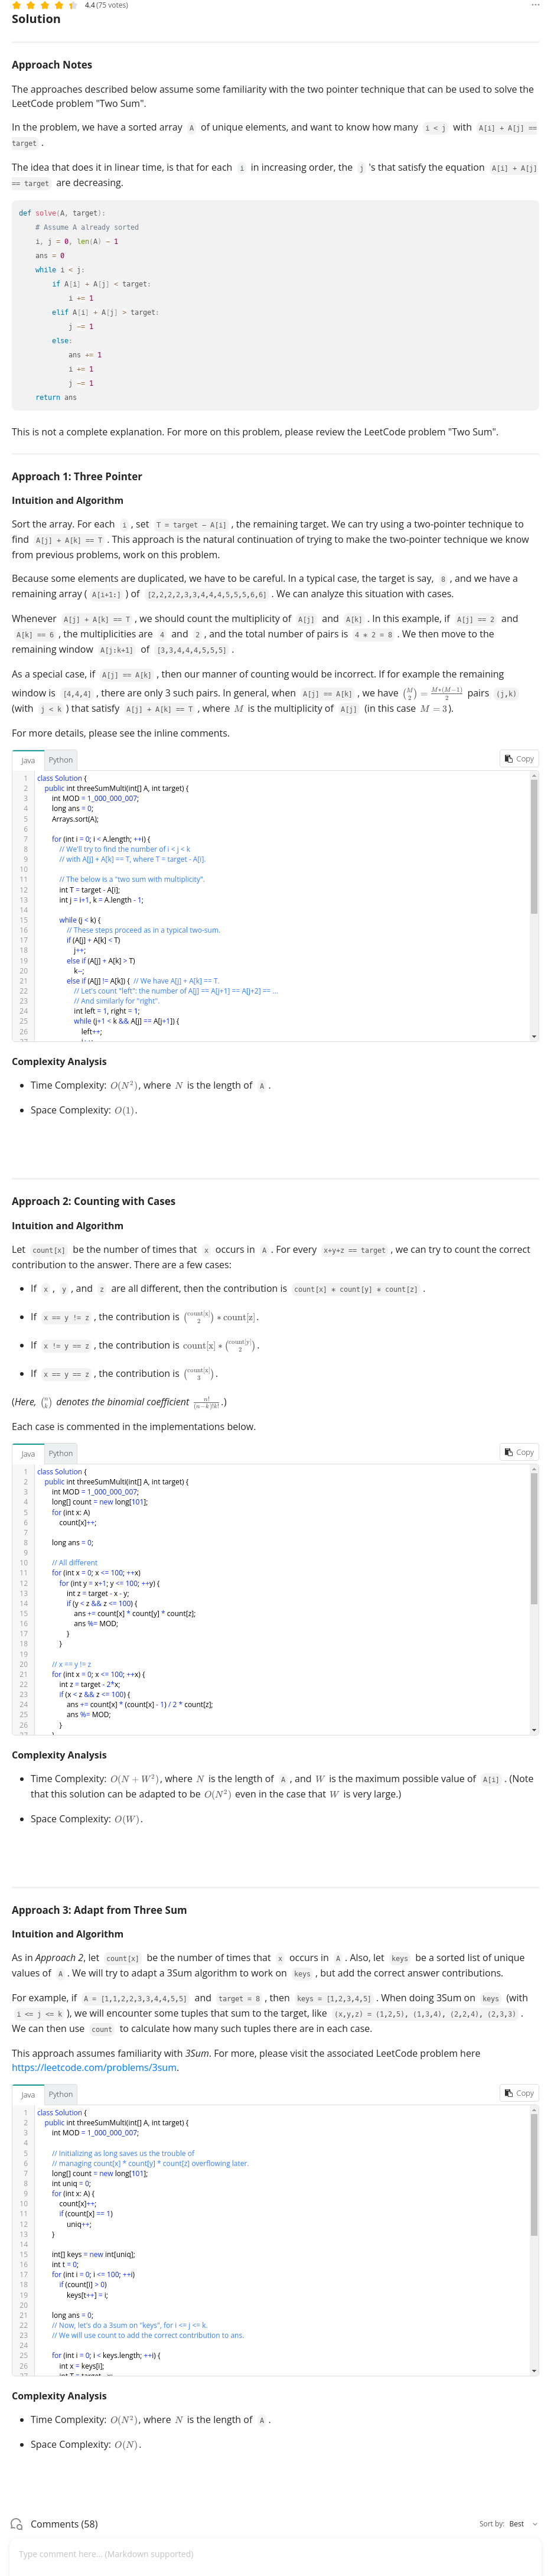 4.4 (75 votes)
Solution
Approach Notes
The approaches described below assume some familiarity with the two pointer technique that can be used to solve the
LeetCode problem "Two Sum".
In the problem, we have a sorted array A of unique elements, and want to know how many i < j with A[i] + A[j] ==
target .
The idea that does it in linear time, is that for each i in increasing order, the j 's that satisfy the equation A[i] + A[j]
== target are decreasing.
def solve(A, target):
    # Assume A already sorted
    i, j = 0, len(A) - 1
    ans = 0
    while i < j:
        if A[i] + A[j] < target:
            i += 1
        elif A[i] + A[j] > target:
            j -= 1
        else:
            ans += 1
            i += 1
            j -= 1
    return ans
This is not a complete explanation. For more on this problem, please review the LeetCode problem "Two Sum".
Approach 1: Three Pointer
Intuition and Algorithm
Sort the array. For each i , set T = target - A[i] , the remaining target. We can try using a two-pointer technique to
find A[j] + A[k] == T . This approach is the natural continuation of trying to make the two-pointer technique we know
from previous problems, work on this problem.
Because some elements are duplicated, we have to be careful. In a typical case, the target is say, 8 , and we have a
remaining array ( A[i+1:] ) of [2,2,2,2,3,3,4,4,4,5,5,5,6,6] . We can analyze this situation with cases.
Whenever A[j] + A[k] == T , we should count the multiplicity of A[j] and A[k] . In this example, if A[j] == 2 and
A[k] == 6 , the multiplicities are 4 and 2 , and the total number of pairs is 4 * 2 = 8 . We then move to the
remaining window A[j:k+1] of [3,3,4,4,4,5,5,5] .
As a special case, if A[j] == A[k] , then our manner of counting would be incorrect. If for example the remaining
window is [4,4,4] , there are only 3 such pairs. In general, when A[j] == A[k] , we have (M 2) = M*(M−1)/2 pairs (j,k)
(with j < k ) that satisfy A[j] + A[k] == T , where M is the multiplicity of A[j] (in this case M = 3 ).
For more details, please see the inline comments.
Java Python Copy
1 class Solution {
2     public int threeSumMulti(int[] A, int target) {
3         int MOD = 1_000_000_007;
4         long ans = 0;
5         Arrays.sort(A);
6
7         for (int i = 0; i < A.length; ++i) {
8             // We'll try to find the number of i < j < k
9             // with A[j] + A[k] == T, where T = target - A[i].
10
11             // The below is a "two sum with multiplicity".
12             int T = target - A[i];
13             int j = i+1, k = A.length - 1;
14
15             while (j < k) {
16                 // These steps proceed as in a typical two-sum.
17                 if (A[j] + A[k] < T)
18                     j++;
19                 else if (A[j] + A[k] > T)
20                     k--;
21                 else if (A[j] != A[k]) {  // We have A[j] + A[k] == T.
22                     // Let's count "left": the number of A[j] == A[j+1] == A[j+2] == ...
23                     // And similarly for "right".
24                     int left = 1, right = 1;
25                     while (j+1 < k && A[j] == A[j+1]) {
26                         left++;
Complexity Analysis
• Time Complexity: O(N²), where N is the length of A .
• Space Complexity: O(1).
Approach 2: Counting with Cases
Intuition and Algorithm
Let count[x] be the number of times that x occurs in A . For every x+y+z == target , we can try to count the correct
contribution to the answer. There are a few cases:
• If x , y , and z are all different, then the contribution is count[x] * count[y] * count[z] .
• If x == y != z , the contribution is (count[x] 2) * count[z].
• If x != y == z , the contribution is count[x] * (count[y] 2).
• If x == y == z , the contribution is (count[x] 3).
(Here, (n k) denotes the binomial coefficient n!/(n−k)!k!.)
Each case is commented in the implementations below.
Java Python Copy
1 class Solution {
2     public int threeSumMulti(int[] A, int target) {
3         int MOD = 1_000_000_007;
4         long[] count = new long[101];
5         for (int x: A)
6             count[x]++;
7
8         long ans = 0;
9
10         // All different
11         for (int x = 0; x <= 100; ++x)
12             for (int y = x+1; y <= 100; ++y) {
13                 int z = target - x - y;
14                 if (y < z && z <= 100) {
15                     ans += count[x] * count[y] * count[z];
16                     ans %= MOD;
17                 }
18             }
19
20         // x == y != z
21         for (int x = 0; x <= 100; ++x) {
22             int z = target - 2*x;
23             if (x < z && z <= 100) {
24                 ans += count[x] * (count[x] - 1) / 2 * count[z];
25                 ans %= MOD;
26             }
Complexity Analysis
• Time Complexity: O(N + W²), where N is the length of A , and W is the maximum possible value of A[i] . (Note
that this solution can be adapted to be O(N²) even in the case that W is very large.)
• Space Complexity: O(W).
Approach 3: Adapt from Three Sum
Intuition and Algorithm
As in Approach 2, let count[x] be the number of times that x occurs in A . Also, let keys be a sorted list of unique
values of A . We will try to adapt a 3Sum algorithm to work on keys , but add the correct answer contributions.
For example, if A = [1,1,2,2,3,3,4,4,5,5] and target = 8 , then keys = [1,2,3,4,5] . When doing 3Sum on keys (with
i <= j <= k ), we will encounter some tuples that sum to the target, like (x,y,z) = (1,2,5), (1,3,4), (2,2,4), (2,3,3) .
We can then use count to calculate how many such tuples there are in each case.
This approach assumes familiarity with 3Sum. For more, please visit the associated LeetCode problem here
https://leetcode.com/problems/3sum.
Java Python Copy
1 class Solution {
2     public int threeSumMulti(int[] A, int target) {
3         int MOD = 1_000_000_007;
4
5         // Initializing as long saves us the trouble of
6         // managing count[x] * count[y] * count[z] overflowing later.
7         long[] count = new long[101];
8         int uniq = 0;
9         for (int x: A) {
10             count[x]++;
11             if (count[x] == 1)
12                 uniq++;
13         }
14
15         int[] keys = new int[uniq];
16         int t = 0;
17         for (int i = 0; i <= 100; ++i)
18             if (count[i] > 0)
19                 keys[t++] = i;
20
21         long ans = 0;
22         // Now, let's do a 3sum on "keys", for i <= j <= k.
23         // We will use count to add the correct contribution to ans.
24
25         for (int i = 0; i < keys.length; ++i) {
26             int x = keys[i];
Complexity Analysis
• Time Complexity: O(N²), where N is the length of A .
• Space Complexity: O(N).
Comments (58)
Sort by: Best
Type comment here... (Markdown supported)